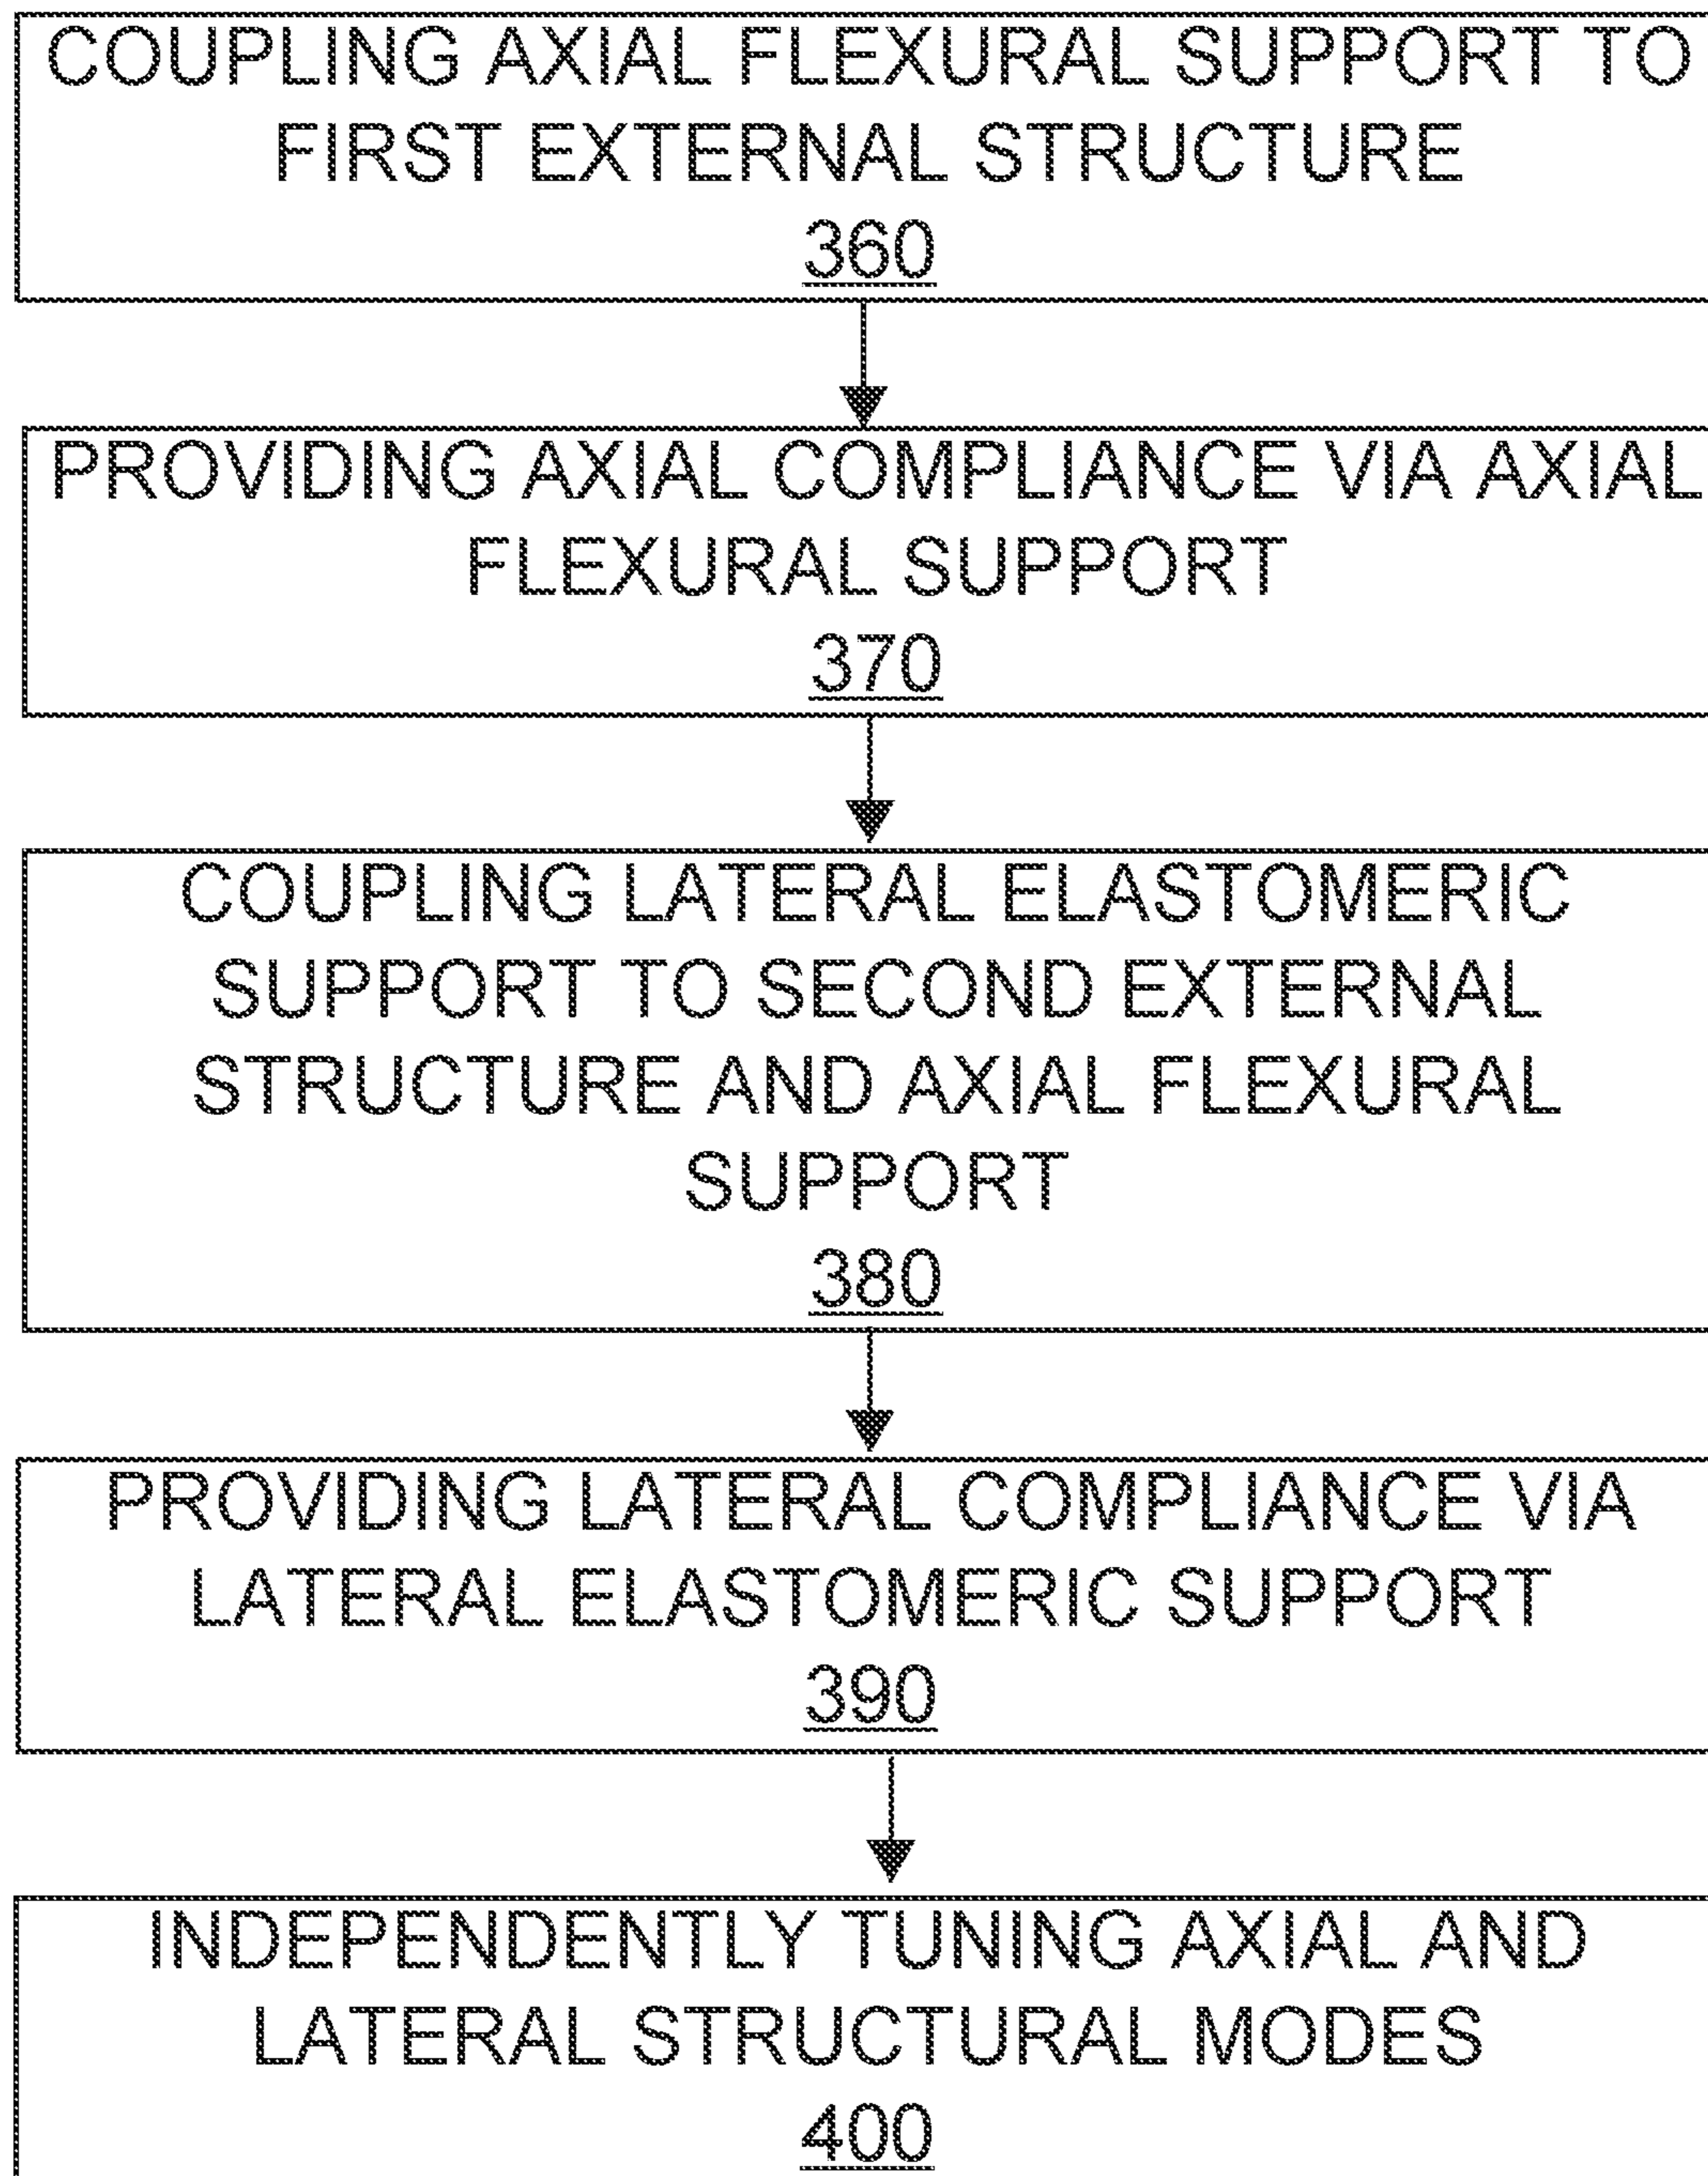 COUPLING AXIAL FLEXURAL SUPPORT TO
FIRST EXTERNAL STRUCTURE
360
PROVIDING AXIAL COMPLIANCE VIA AXIAL
FLEXURAL SUPPORT
370
COUPLING LATERAL ELASTOMERIC
SUPPORT TO SECOND EXTERNAL
STRUCTURE AND AXIAL FLEXURAL
SUPPORT
380
PROVIDING LATERAL COMPLIANCE VIA
LATERAL ELASTOMERIC SUPPORT
390
INDEPENDENTLY TUNING AXIAL AND
LATERAL STRUCTURAL MODES
400